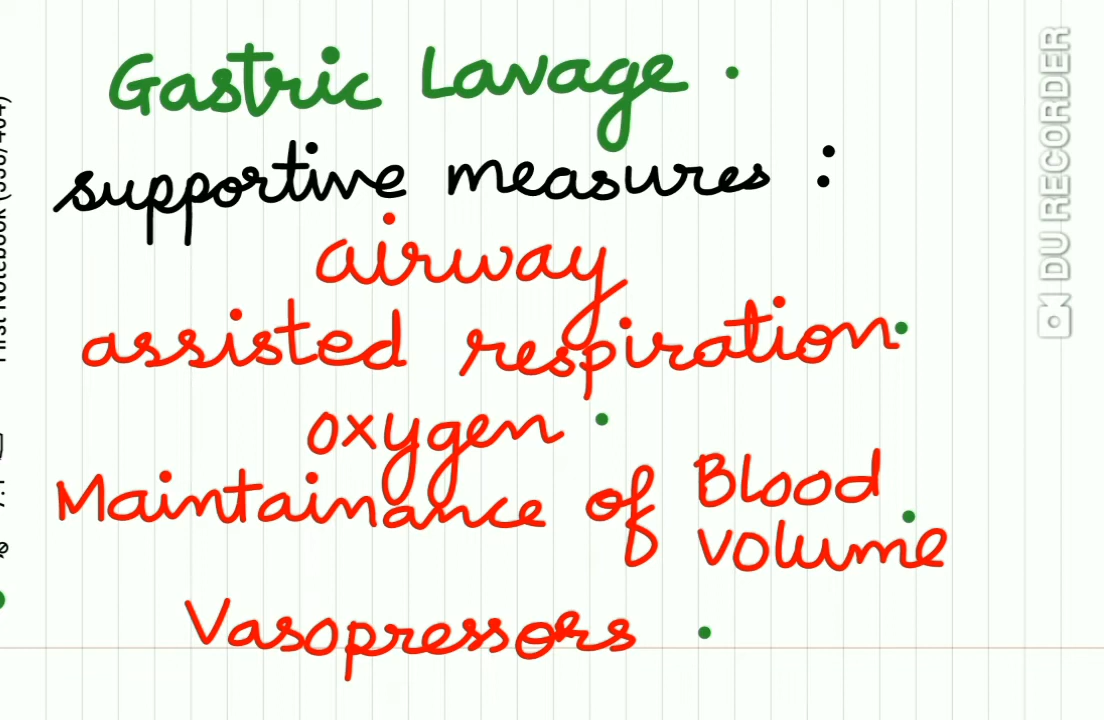 Gastric Lavage .
supportive measures :
airway
assisted respiration.
oxygen .
Maintainance of Blood
volume
Vasopressors .
DU RECORDER